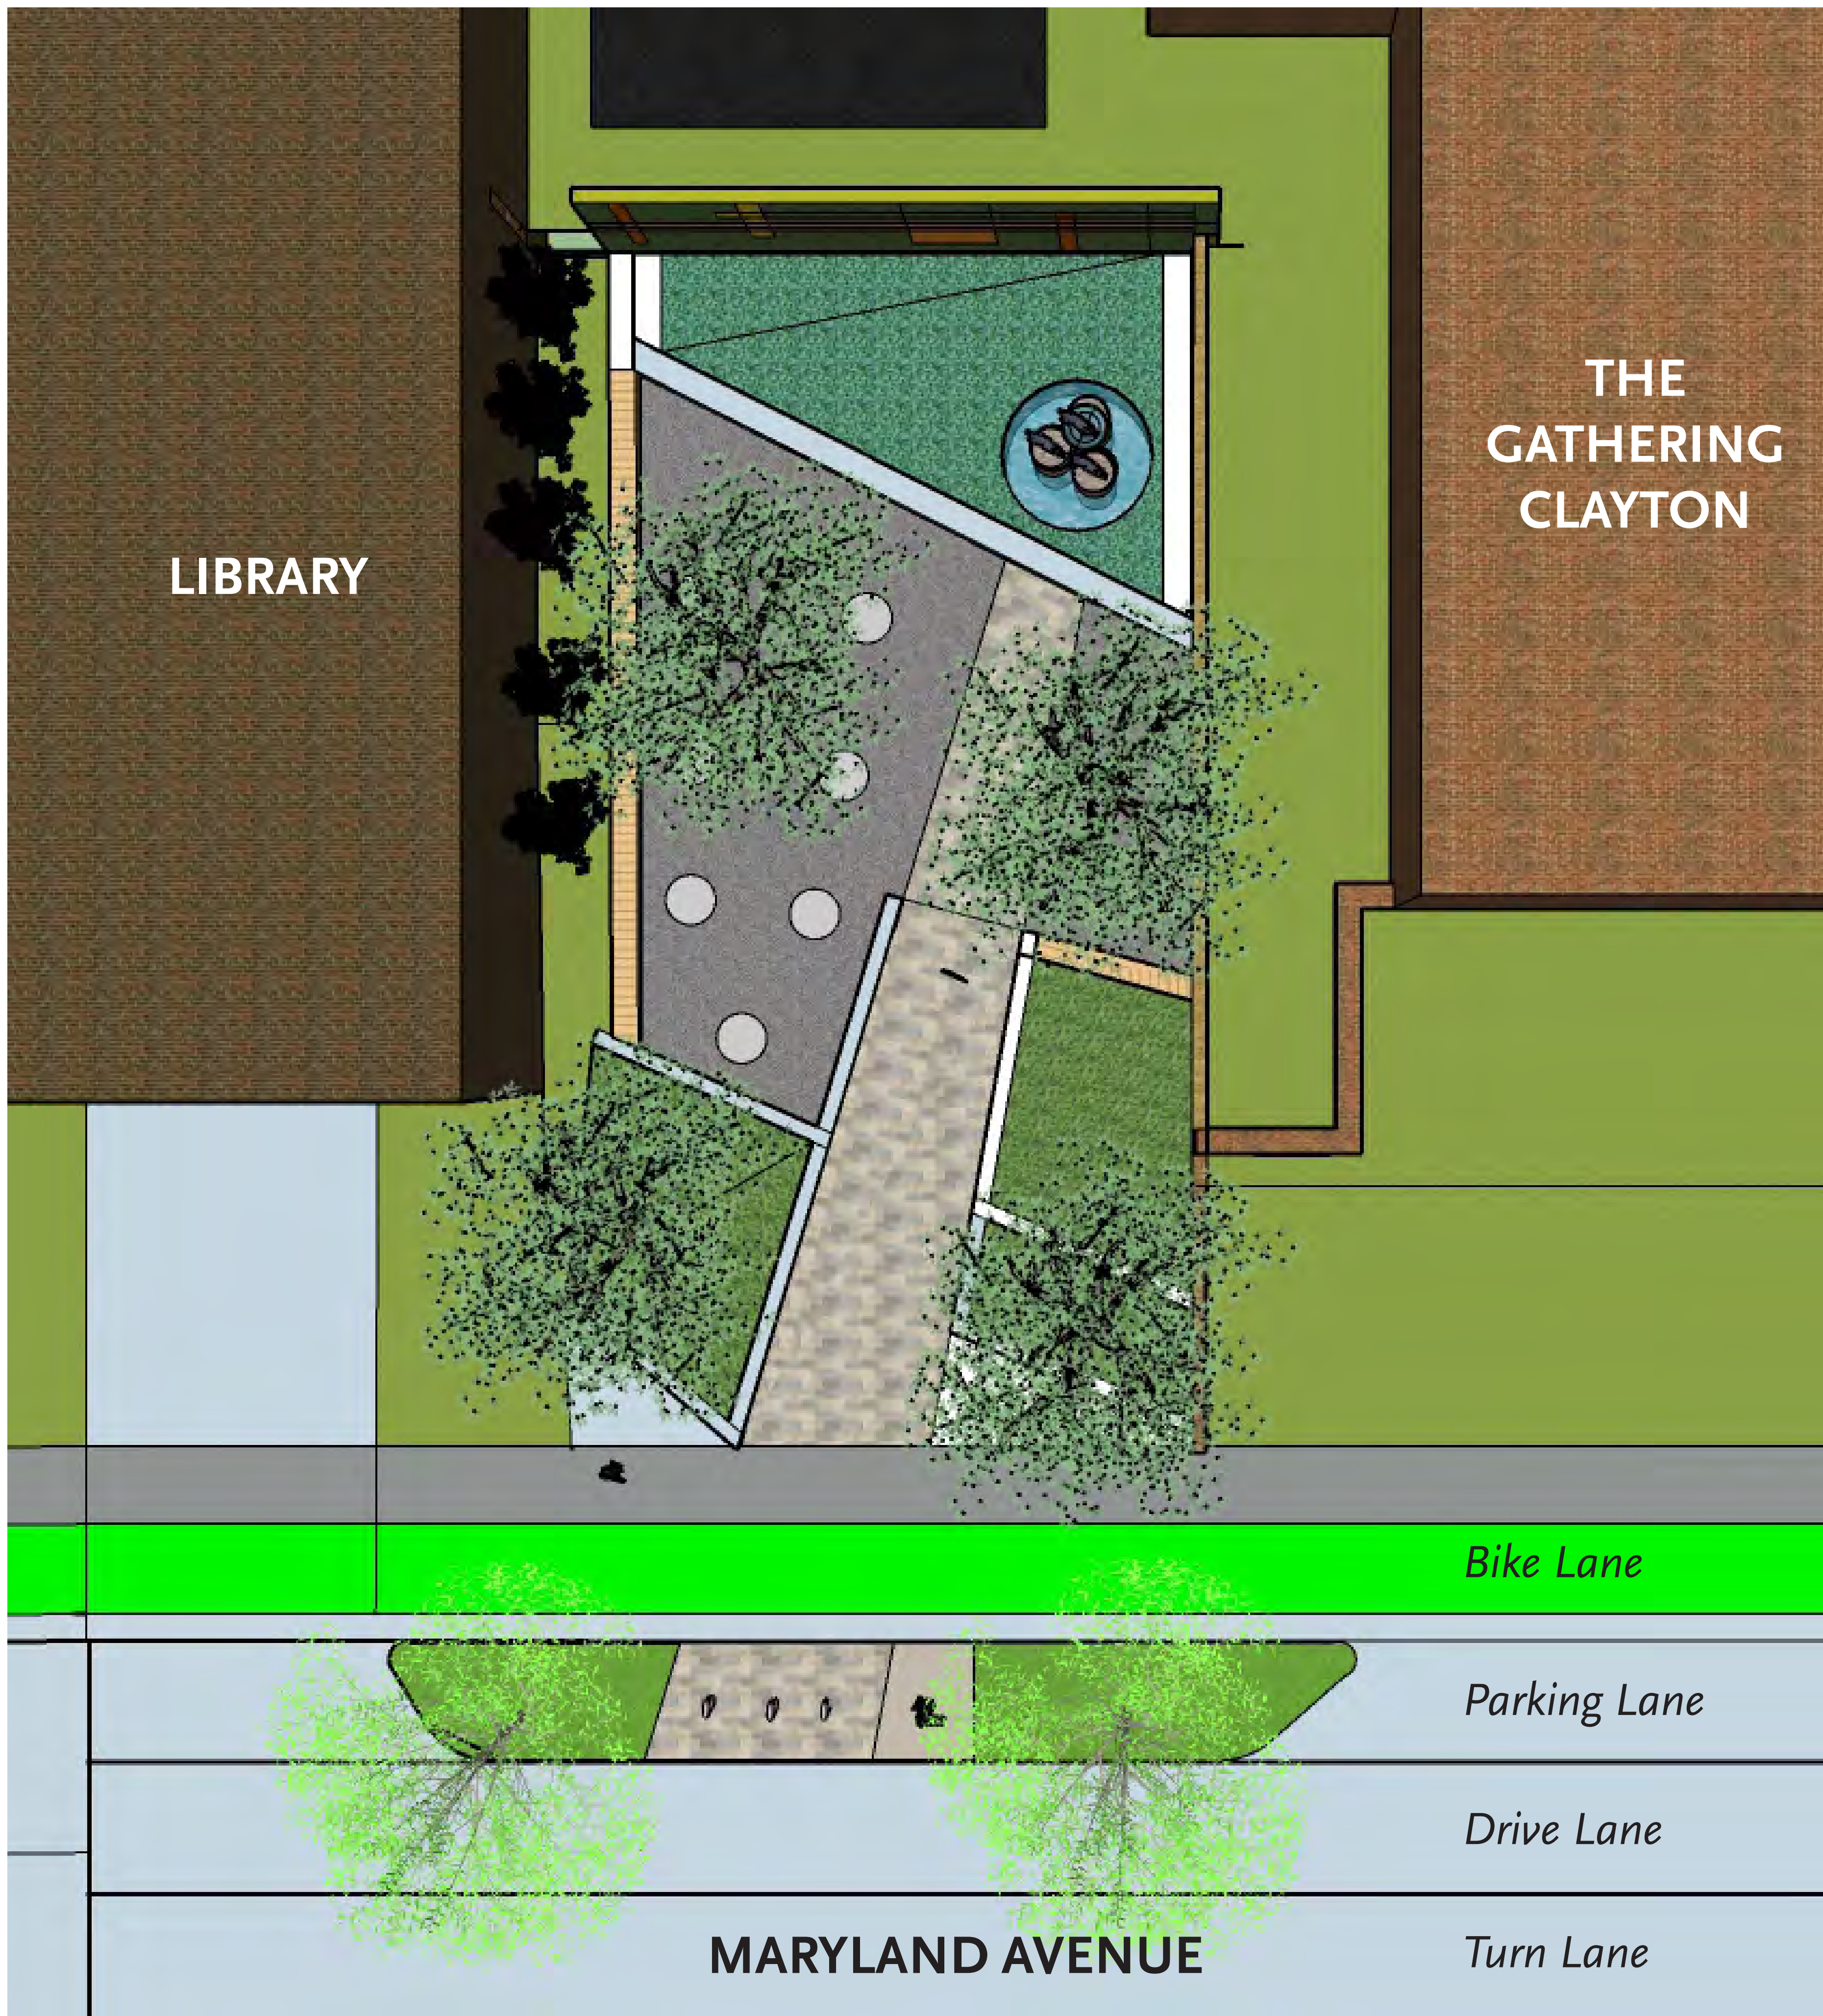 LIBRARY
THE
GATHERING
CLAYTON
Bike Lane
Parking Lane
Drive Lane
MARYLAND AVENUE
Turn Lane